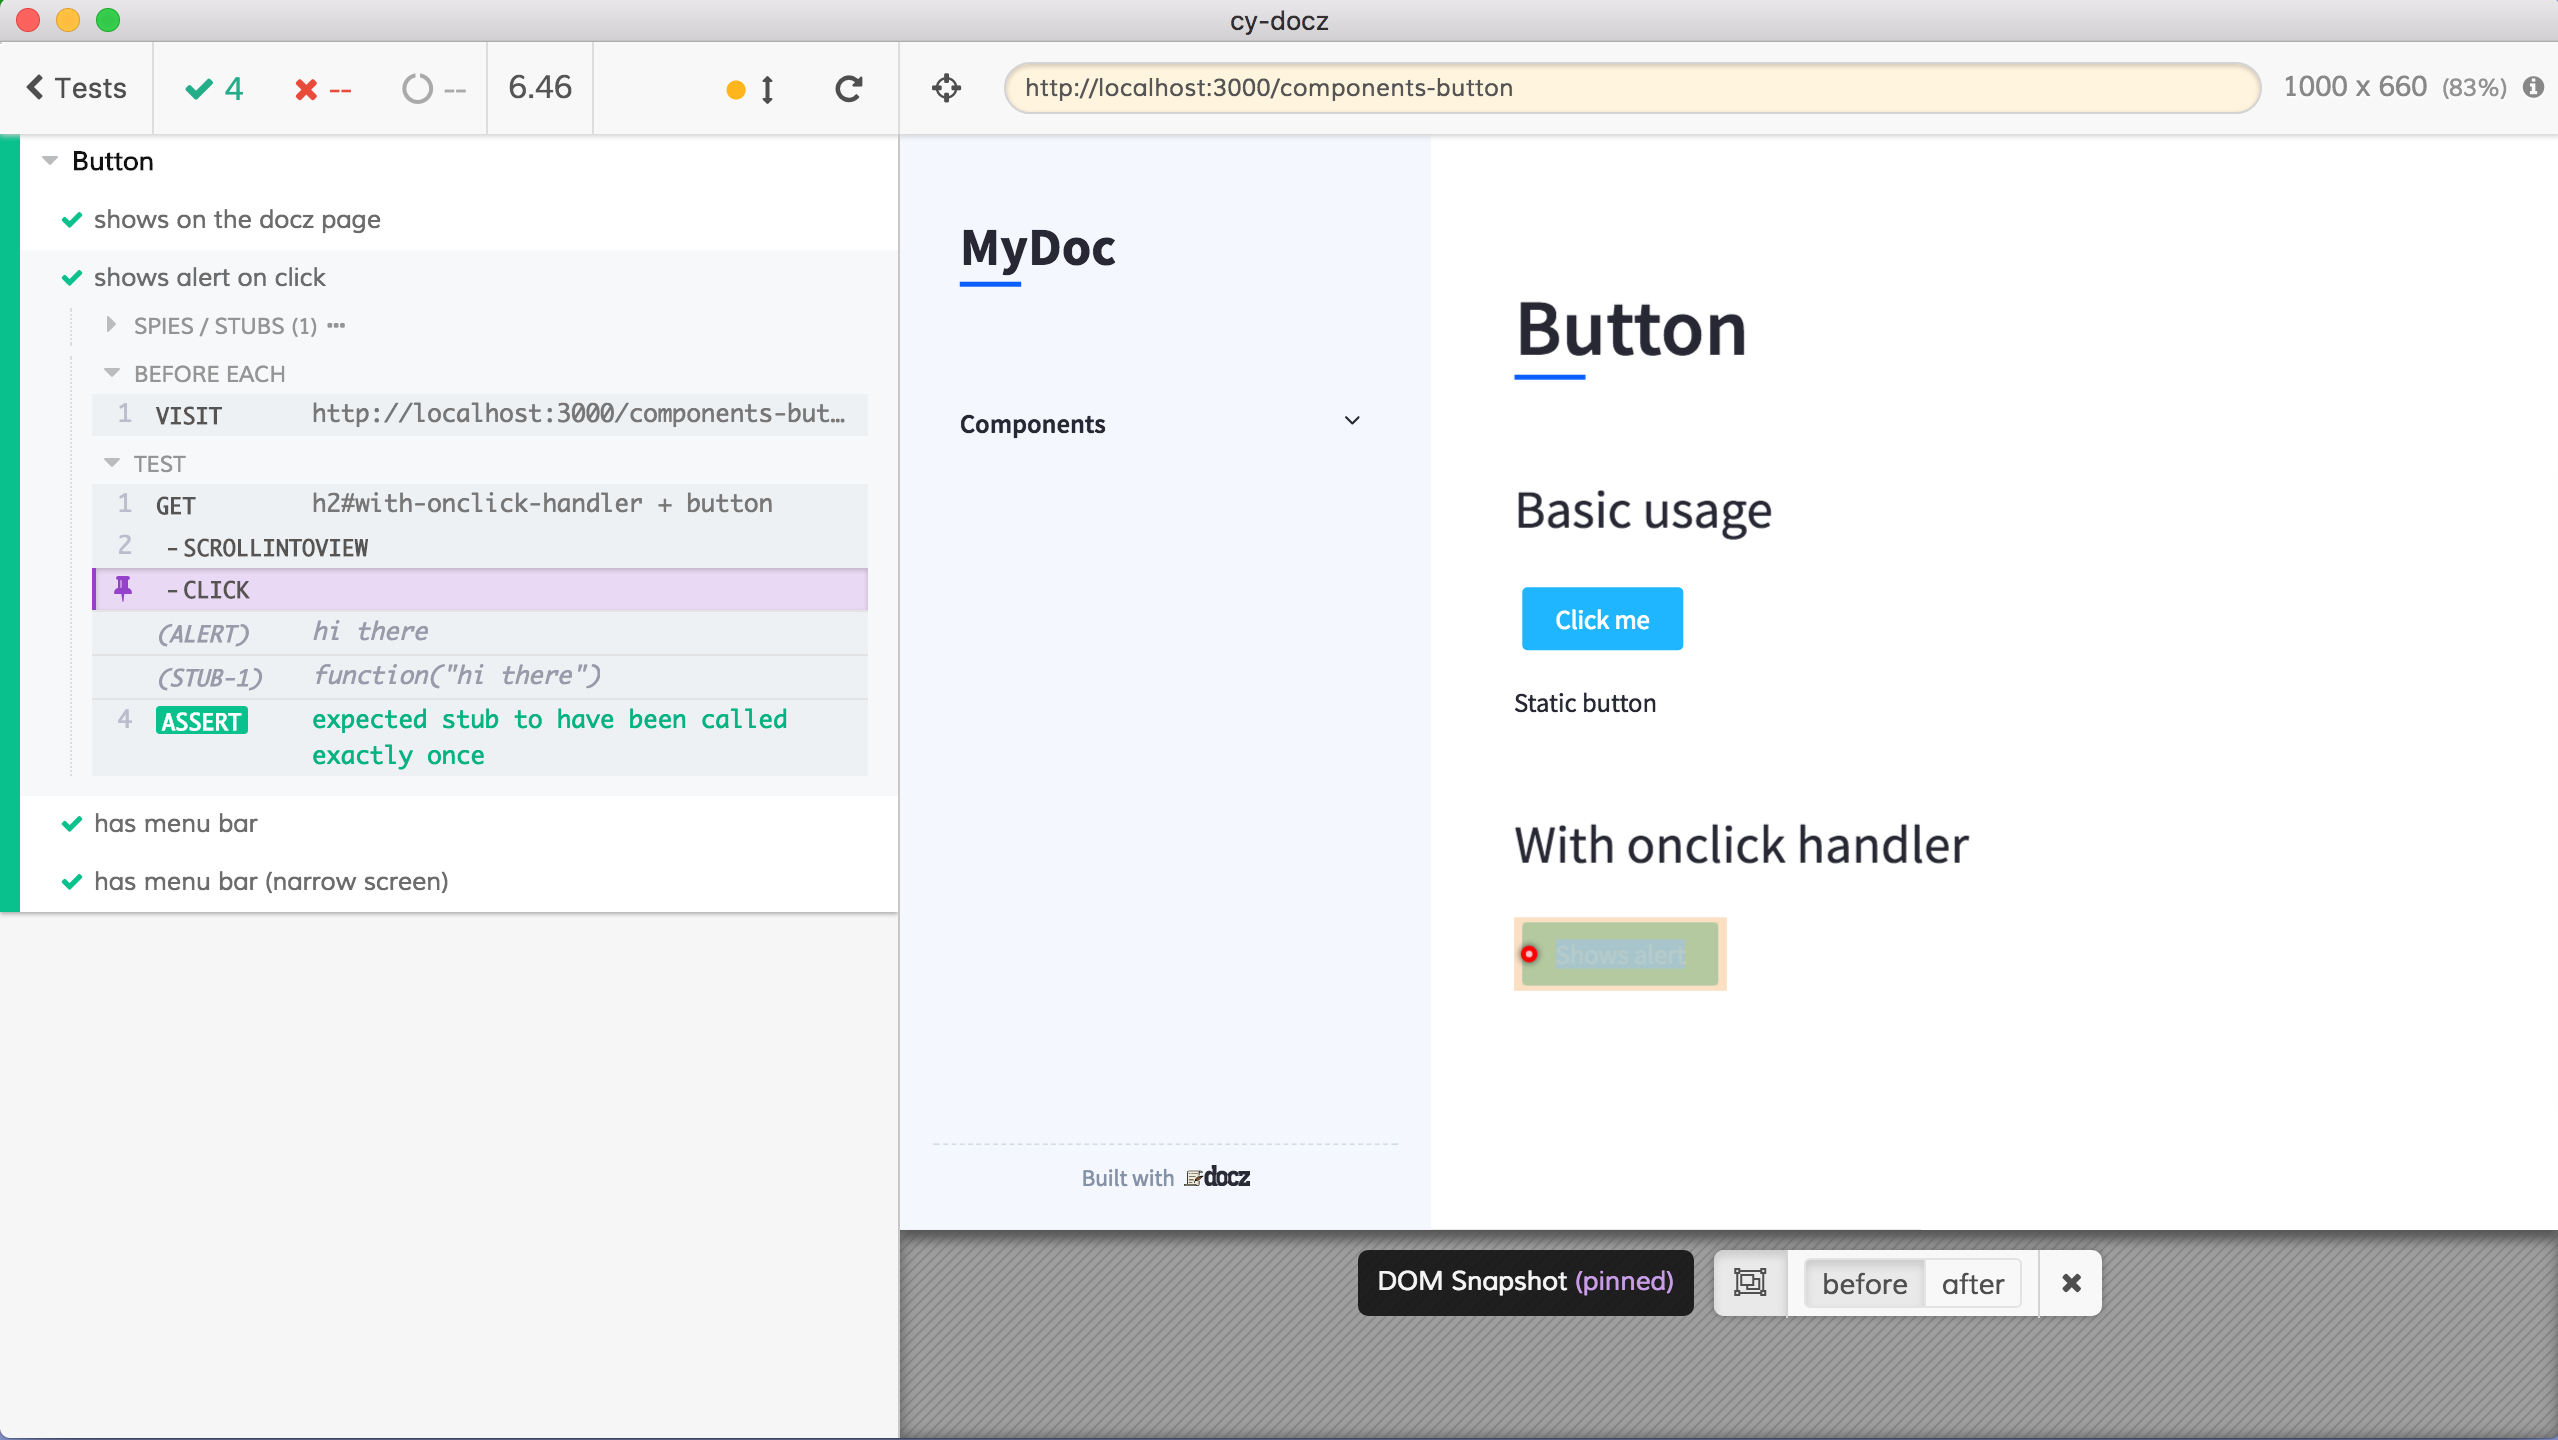 cy-docz
Tests
4
--
--
6.46
http://localhost:3000/components-button
1000 x 660 (83%)
Button
shows on the docz page
shows alert on click
SPIES / STUBS (1)
BEFORE EACH
1 VISIT http://localhost:3000/components-but…
TEST
1 GET h2#with-onclick-handler + button
2 -SCROLLINTOVIEW
-CLICK
(ALERT) hi there
(STUB-1) function("hi there")
4 ASSERT expected stub to have been called
exactly once
has menu bar
has menu bar (narrow screen)
MyDoc
Components
Built with docz
Button
Basic usage
Click me
Static button
With onclick handler
Shows alert
DOM Snapshot (pinned)
before
after